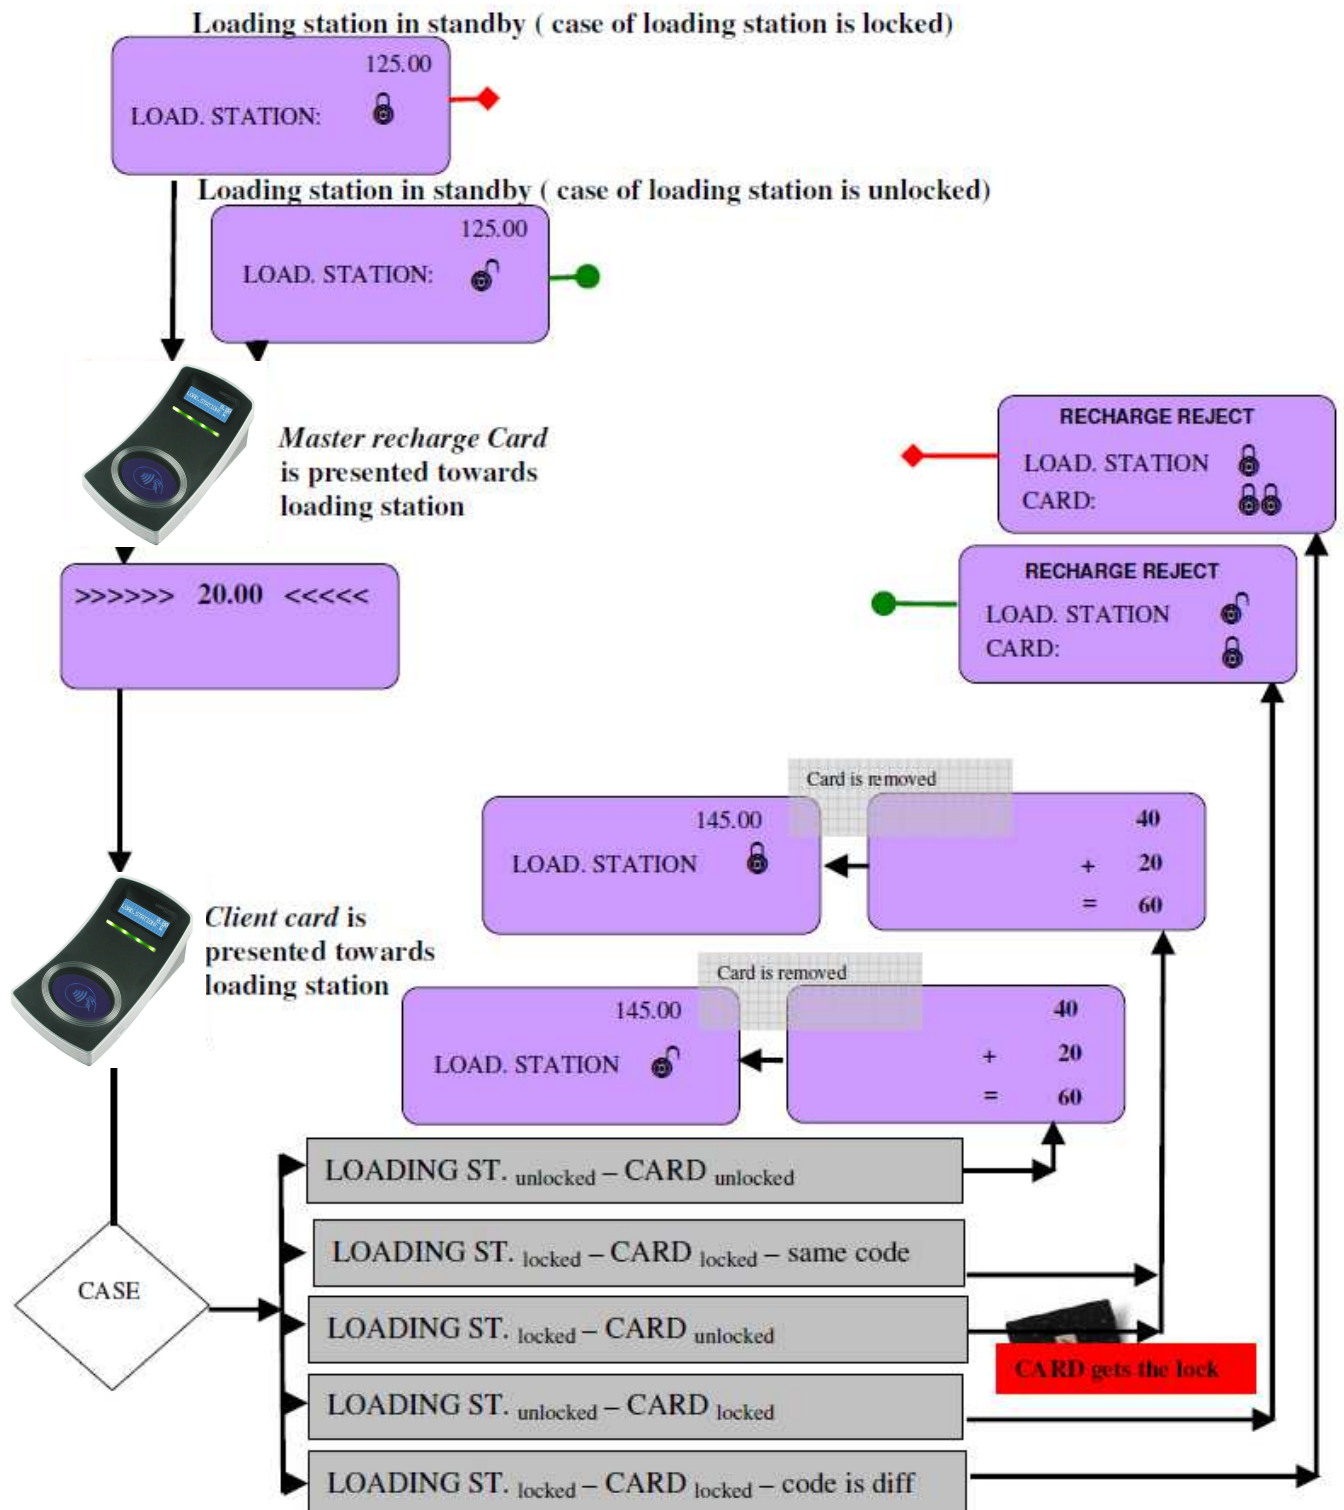 Loading station in standby ( case of loading station is locked)
125.00
LOAD. STATION:
Loading station in standby ( case of loading station is unlocked)
125.00
LOAD. STATION:
Master recharge Card
is presented towards
loading station
>>>>>> 20.00 <<<<<
RECHARGE REJECT
LOAD. STATION
CARD:
RECHARGE REJECT
LOAD. STATION
CARD:
Card is removed
145.00
LOAD. STATION
40
+ 20
= 60
Client card is
presented towards
loading station
Card is removed
145.00
LOAD. STATION
40
+ 20
= 60
CASE
LOADING ST. unlocked – CARD unlocked
LOADING ST. locked – CARD locked – same code
LOADING ST. locked – CARD unlocked
CARD gets the lock
LOADING ST. unlocked – CARD locked
LOADING ST. locked – CARD locked – code is diff